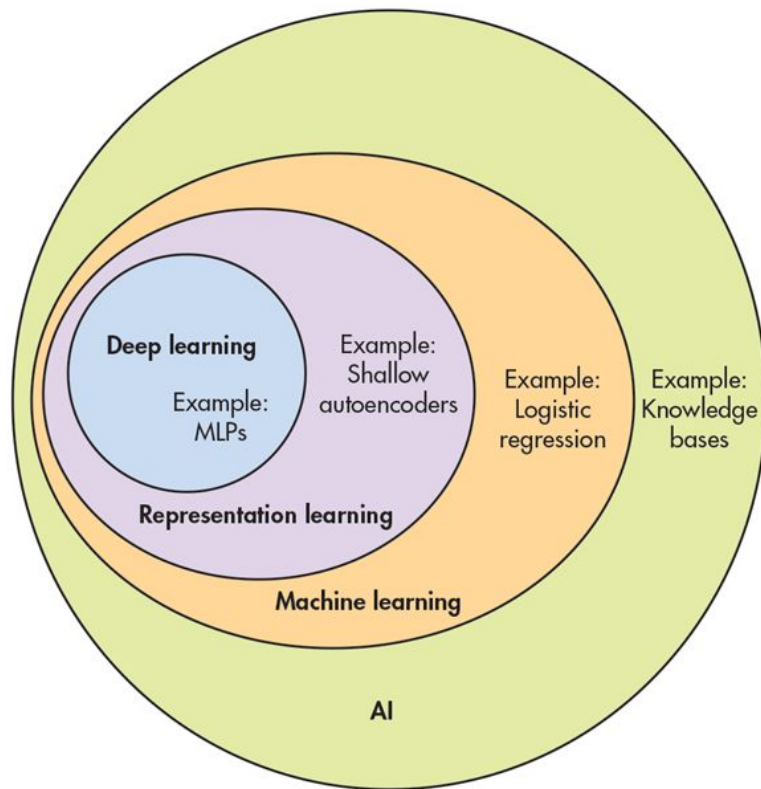 Deep learning
Example:
MLPs
Example:
Shallow
autoencoders
Example:
Logistic
regression
Example:
Knowledge
bases
Representation learning
Machine learning
AI